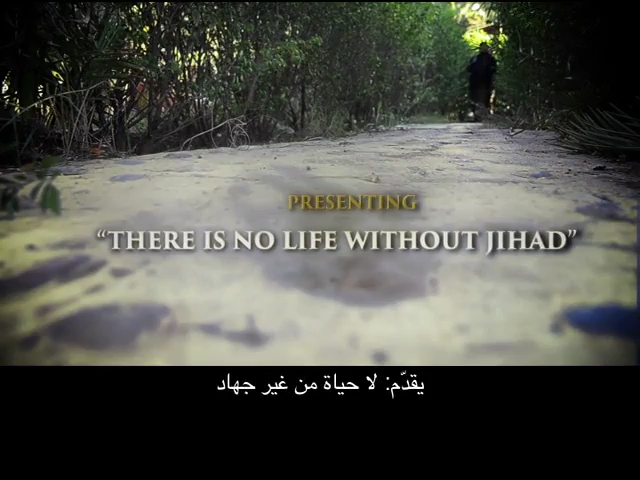 PRESENTING
“THERE IS NO LIFE WITHOUT JIHAD”
يقدّم: لا حياة من غير جهاد